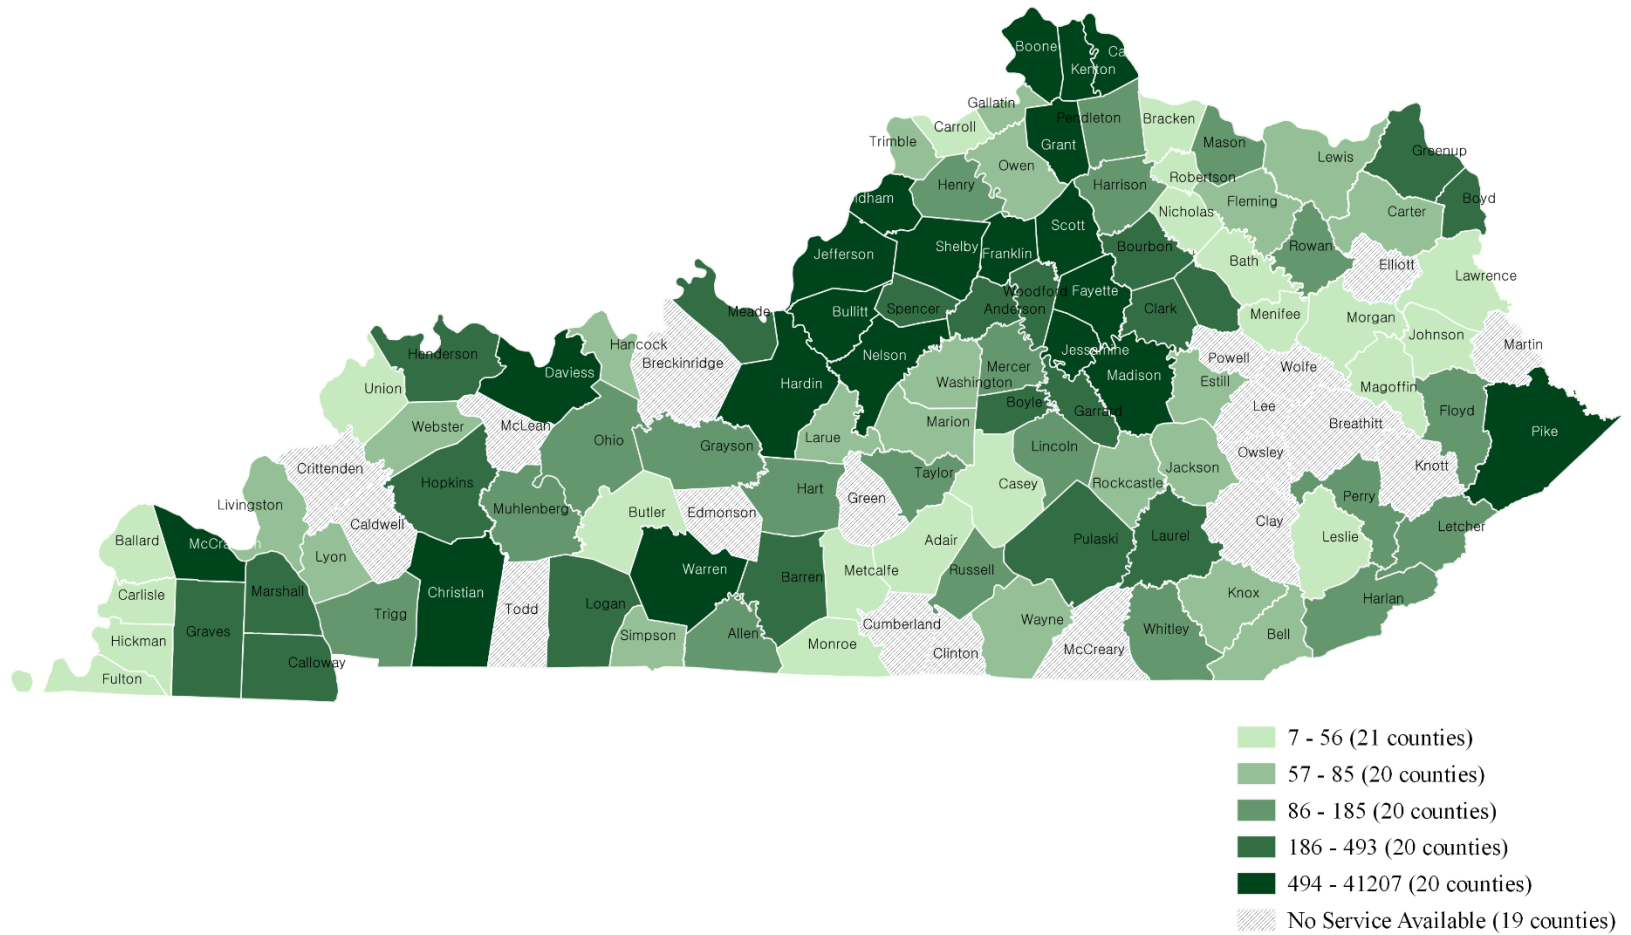 Boone
Ca
Kenton
Gallatin
Pendleton
Bracken
Carroll
Trimble
Grant
Mason
Greenup
Lewis
Owen
Henry
Harrison
Robertson
ldham
Fleming
Boyd
Nicholas
Carter
Scott
Shelby
Franklin
Bourbon
Rowan
Jefferson
Bath
Elliott
Lawrence
Woodford
Fayette
Meade
Bullitt
Spencer
Anderson
Clark
Menifee
Morgan
Johnson
Hancock
Henderson
Breckinridge
Nelson
Jessamine
Powell
Wolfe
Martin
Daviess
Union
Hardin
Washington
Mercer
Madison
Estill
Magoffin
Boyle
Garrard
Lee
Floyd
Webster
McLean
Ohio
Grayson
Larue
Marion
Lincoln
Breathitt
Pike
Owsley
Crittenden
Hopkins
Taylor
Casey
Rockcastle
Jackson
Knott
Hart
Green
Perry
Livingston
Muhlenberg
Butler
Edmonson
Clay
Letcher
Caldwell
Ballard
McCra n
Lyon
Adair
Pulaski
Laurel
Leslie
Warren
Barren
Metcalfe
Russell
Carlisle
Marshall
Christian
Todd
Logan
Trigg
Knox
Harlan
Hickman
Graves
Simpson
Allen
Cumberland
Wayne
Whitley
Bell
Monroe
Clinton
McCreary
Calloway
Fulton
7 - 56 (21 counties)
57 - 85 (20 counties)
86 - 185 (20 counties)
186 - 493 (20 counties)
494 - 41207 (20 counties)
No Service Available (19 counties)